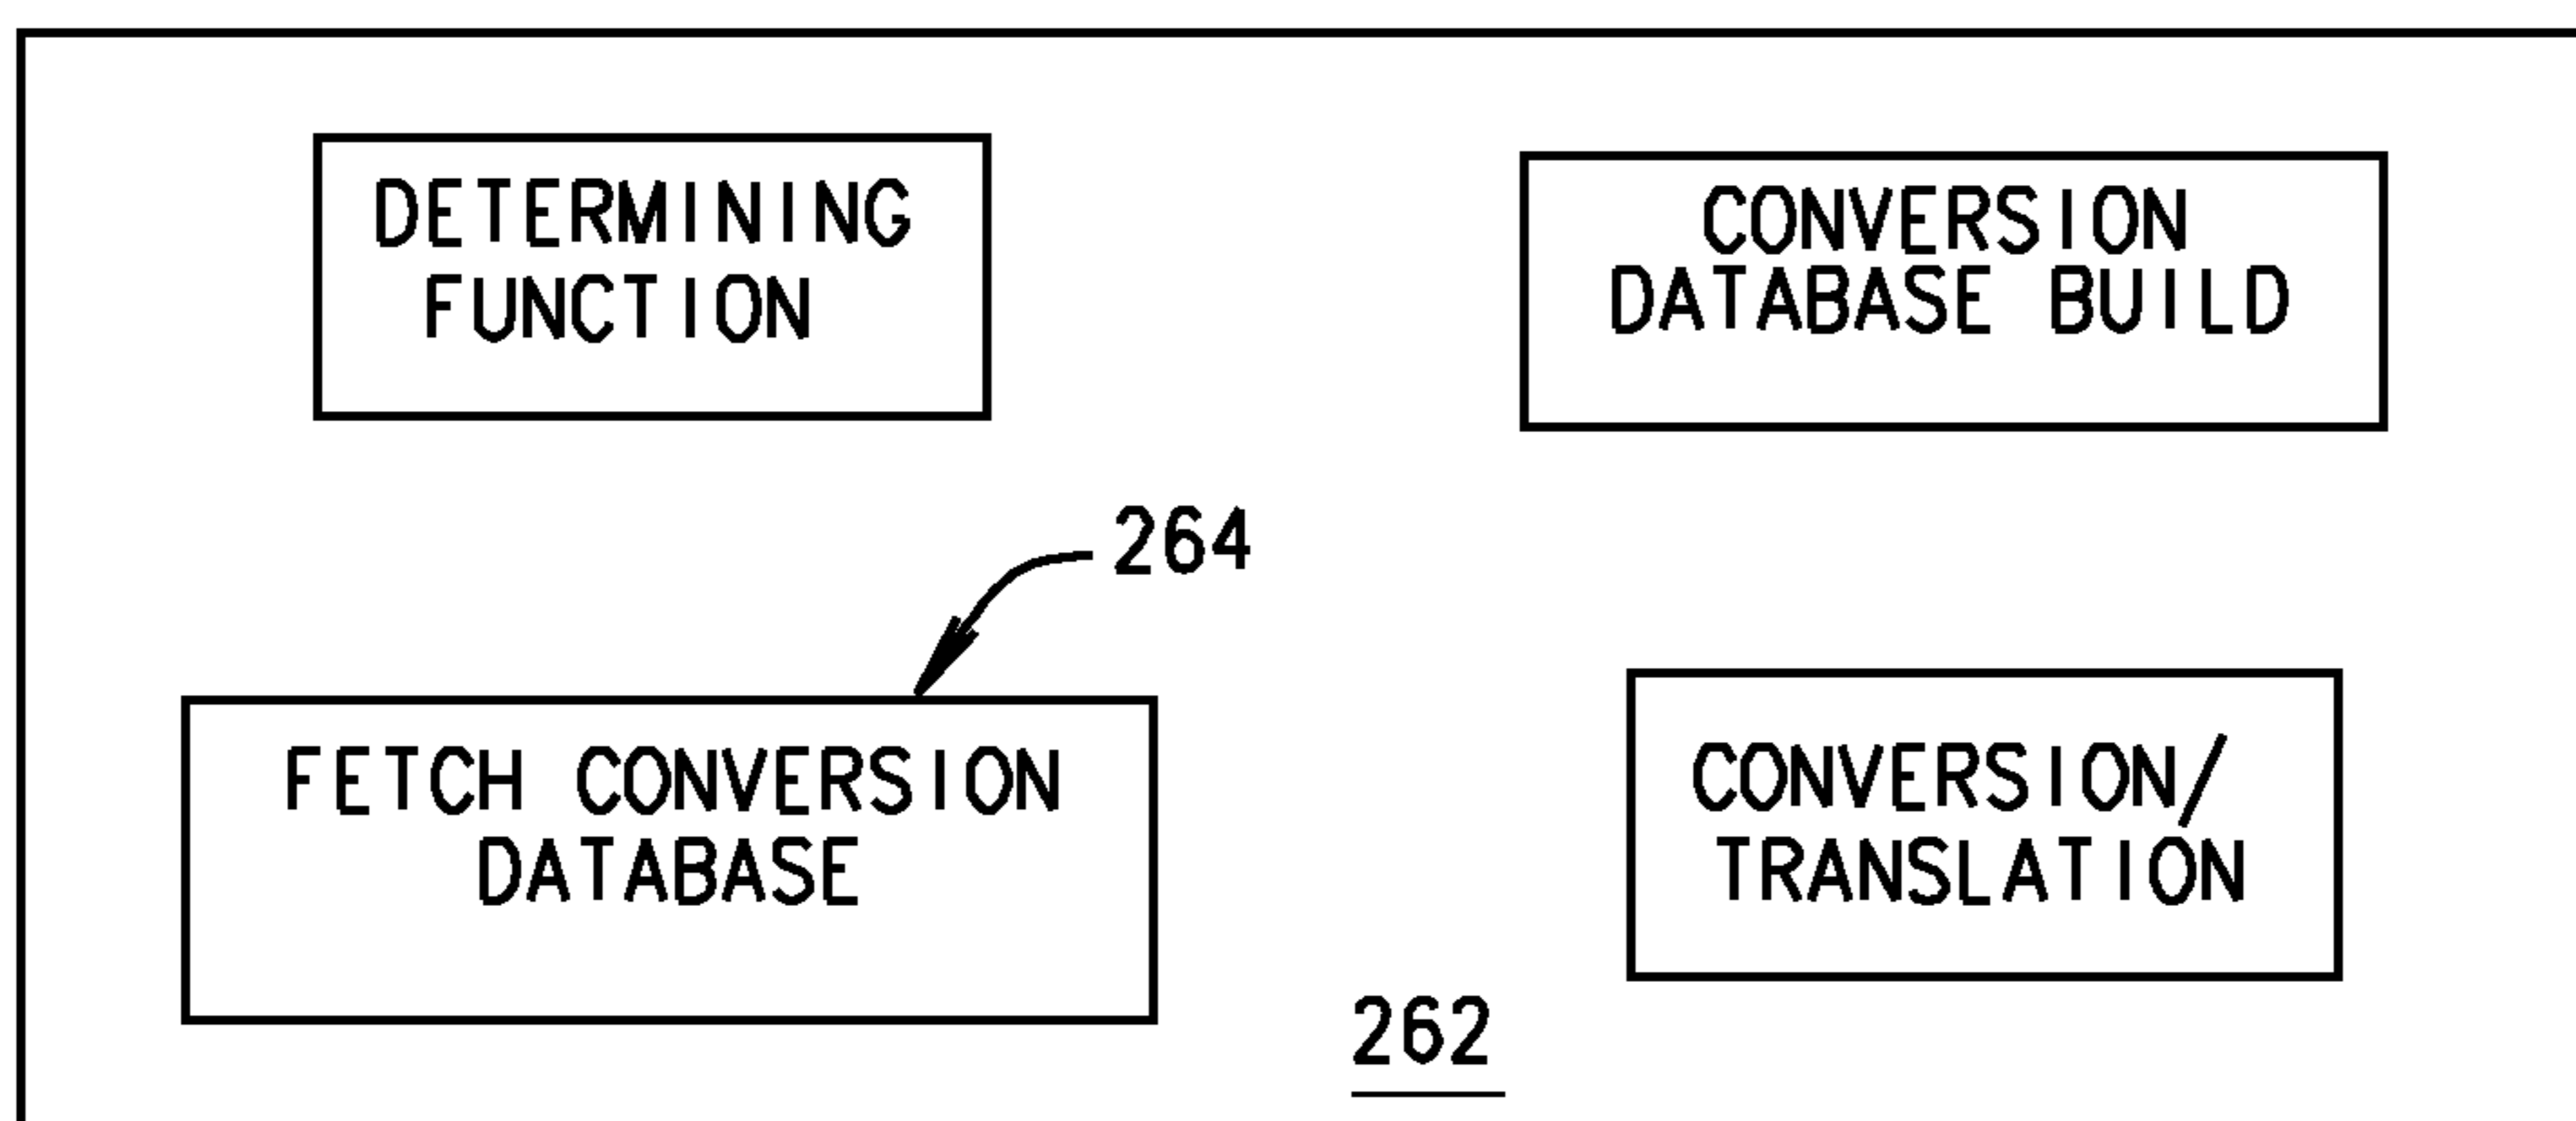 DETERMINING
FUNCTION
CONVERSION
DATABASE BUILD
264
FETCH CONVERSION
DATABASE
CONVERSION/
TRANSLATION
262